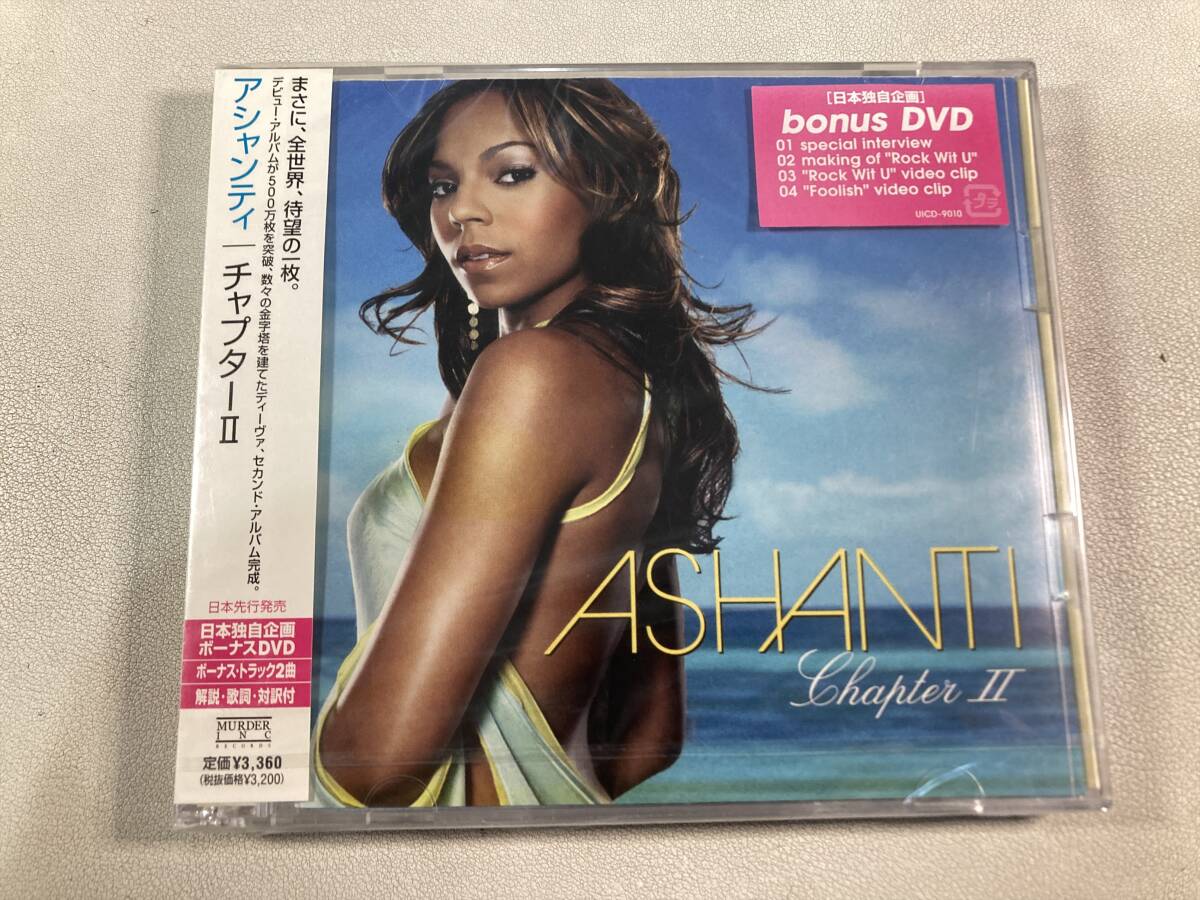 まさに、全世界、待望の一枚。
デビュー・アルバムが500万枚を突破、数々の金字塔を建てたディーヴァ、セカンド・アルバム完成。
アシャンティ|チャプターII
日本先行発売
日本独自企画
ボーナスDVD
ボーナス・トラック2曲
解説・歌詞・対訳付
MURDER
INC
RECORDS
定価¥3,360
(税抜価格¥3,200)
[日本独自企画]
bonus DVD
01 special interview
02 making of "Rock Wit U"
03 "Rock Wit U" video clip
04 "Foolish" video clip
UICD-9010
プラ
ASHANTI
Chapter II